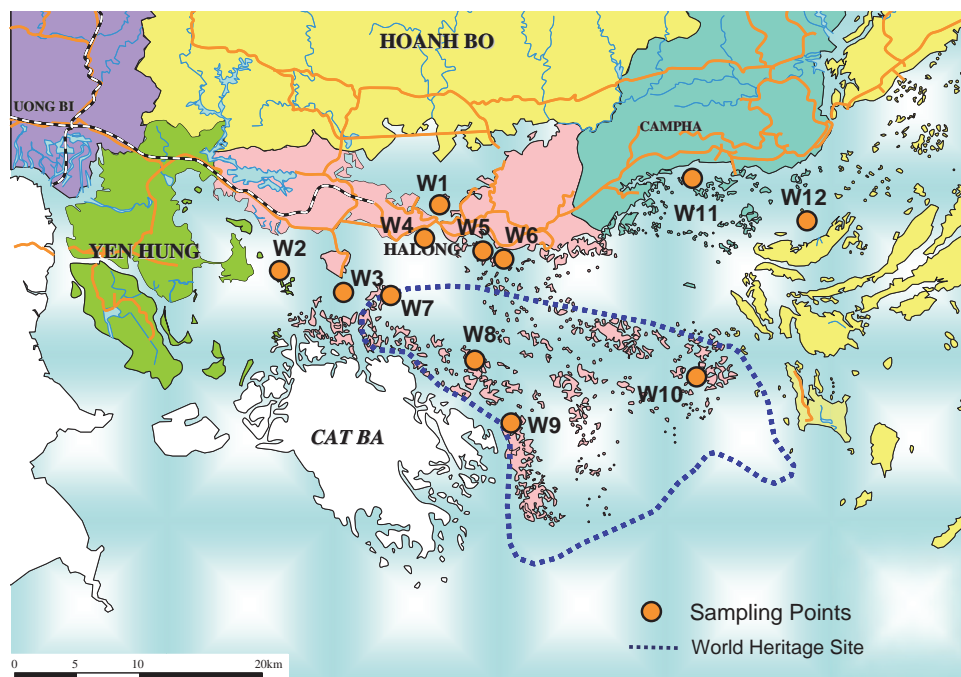 HOANH BO
UONG BI
CAMPHA
W1
W12
W11
W4
W5
W6
HALONG
YEN HUNG
W2
W3
W7
W8
W10
CAT BA
W9
Sampling Points
World Heritage Site
0 5 10 20km